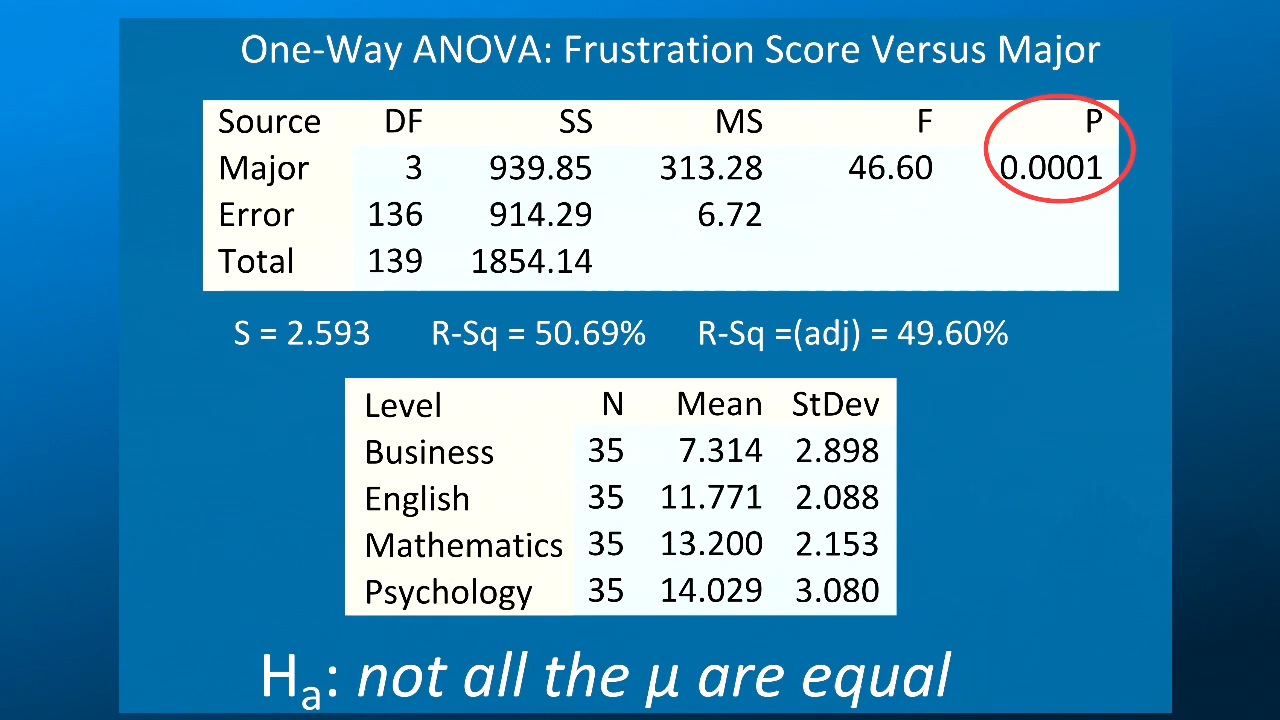 One-Way ANOVA: Frustration Score Versus Major
Source DF SS MS F P
Major 3 939.85 313.28 46.60 0.0001
Error 136 914.29 6.72
Total 139 1854.14
S = 2.593 R-Sq = 50.69% R-Sq =(adj) = 49.60%
Level N Mean StDev
Business 35 7.314 2.898
English 35 11.771 2.088
Mathematics 35 13.200 2.153
Psychology 35 14.029 3.080
Ha: not all the μ are equal